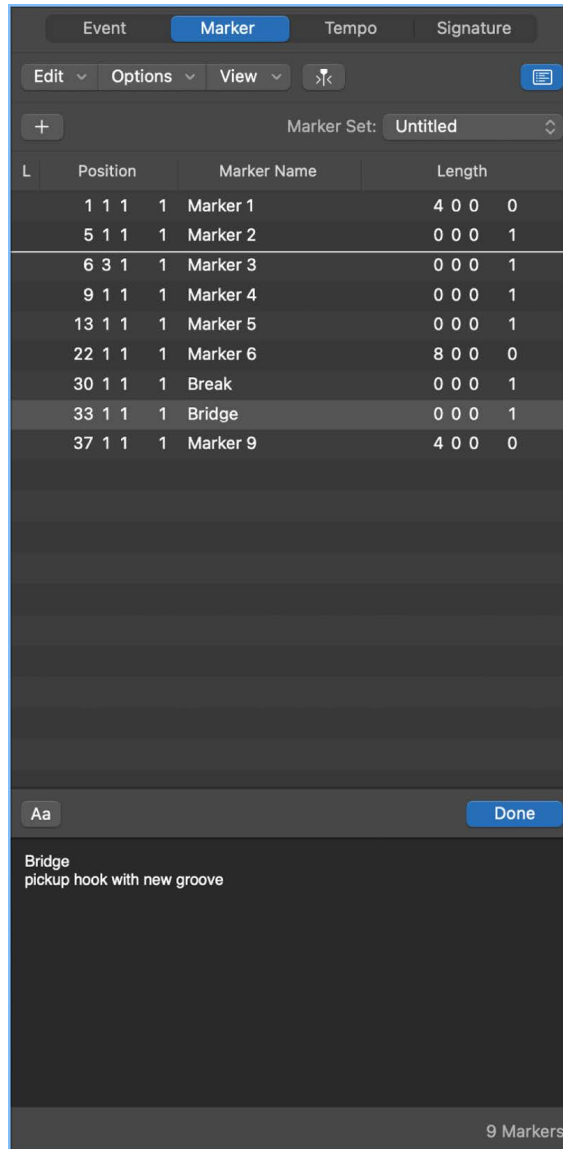 Event Marker Tempo Signature
Edit Options View
+ Marker Set: Untitled
L Position Marker Name Length
1 1 1 1 Marker 1 4 0 0 0
5 1 1 1 Marker 2 0 0 0 1
6 3 1 1 Marker 3 0 0 0 1
9 1 1 1 Marker 4 0 0 0 1
13 1 1 1 Marker 5 0 0 0 1
22 1 1 1 Marker 6 8 0 0 0
30 1 1 1 Break 0 0 0 1
33 1 1 1 Bridge 0 0 0 1
37 1 1 1 Marker 9 4 0 0 0
Aa Done
Bridge
pickup hook with new groove
9 Markers